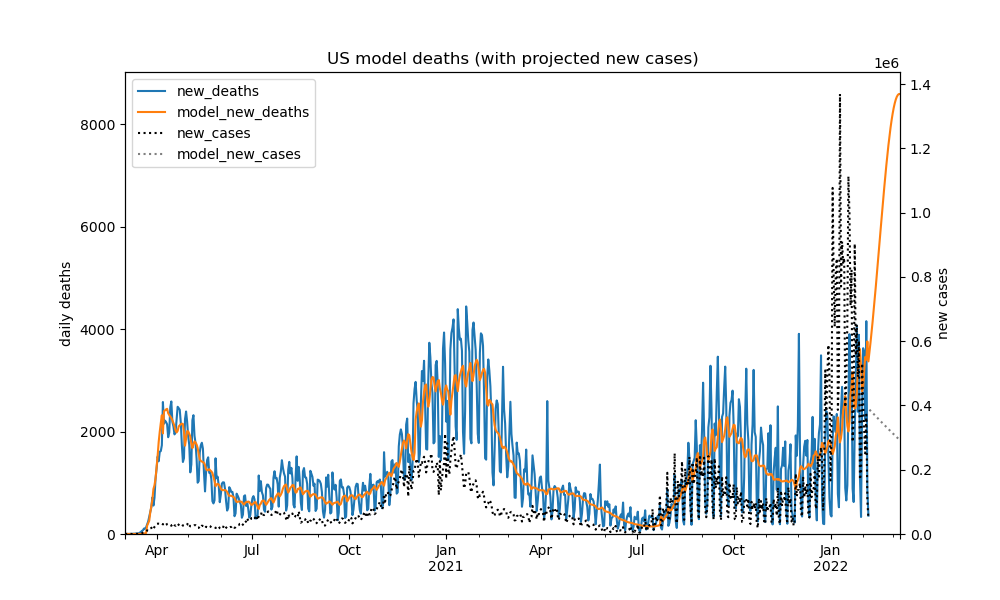 US model deaths (with projected new cases)
1e6
new_deaths
model_new_deaths
new_cases
model_new_cases
8000
6000
4000
2000
0
daily deaths
1.4
1.2
1.0
0.8
0.6
0.4
0.2
0.0
new cases
Apr
Jul
Oct
Jan
2021
Apr
Jul
Oct
Jan
2022